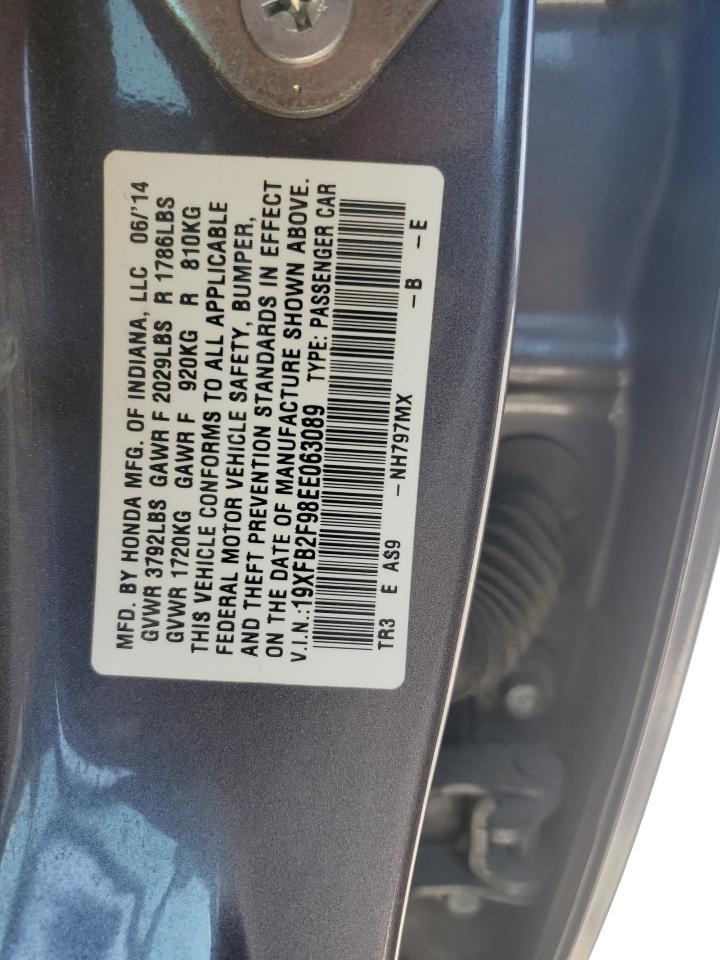 MFD. BY HONDA MFG. OF INDIANA, LLC 06/'14
GVWR 3792LBS GAWR F 2029LBS R 1786LBS
GVWR 1720KG GAWR F 920KG R 810KG
THIS VEHICLE CONFORMS TO ALL APPLICABLE
FEDERAL MOTOR VEHICLE SAFETY, BUMPER,
AND THEFT PREVENTION STANDARDS IN EFFECT
ON THE DATE OF MANUFACTURE SHOWN ABOVE.
V.I.N.:19XFB2F98EE063089 TYPE: PASSENGER CAR
TR3 E AS9 -NH797MX -B -E